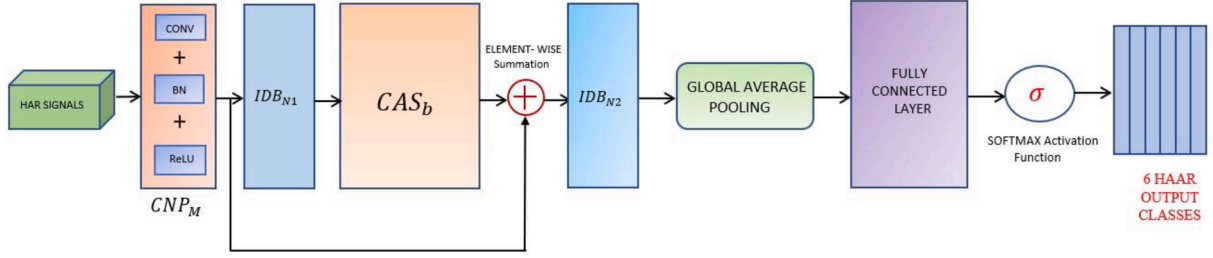 HAR SIGNALS
CONV
+
BN
+
ReLU
CNP_M
IDB_N1
CAS_b
ELEMENT- WISE
Summation
+
IDB_N2
GLOBAL AVERAGE
POOLING
FULLY
CONNECTED
LAYER
σ
SOFTMAX Activation
Function
6 HAAR
OUTPUT
CLASSES